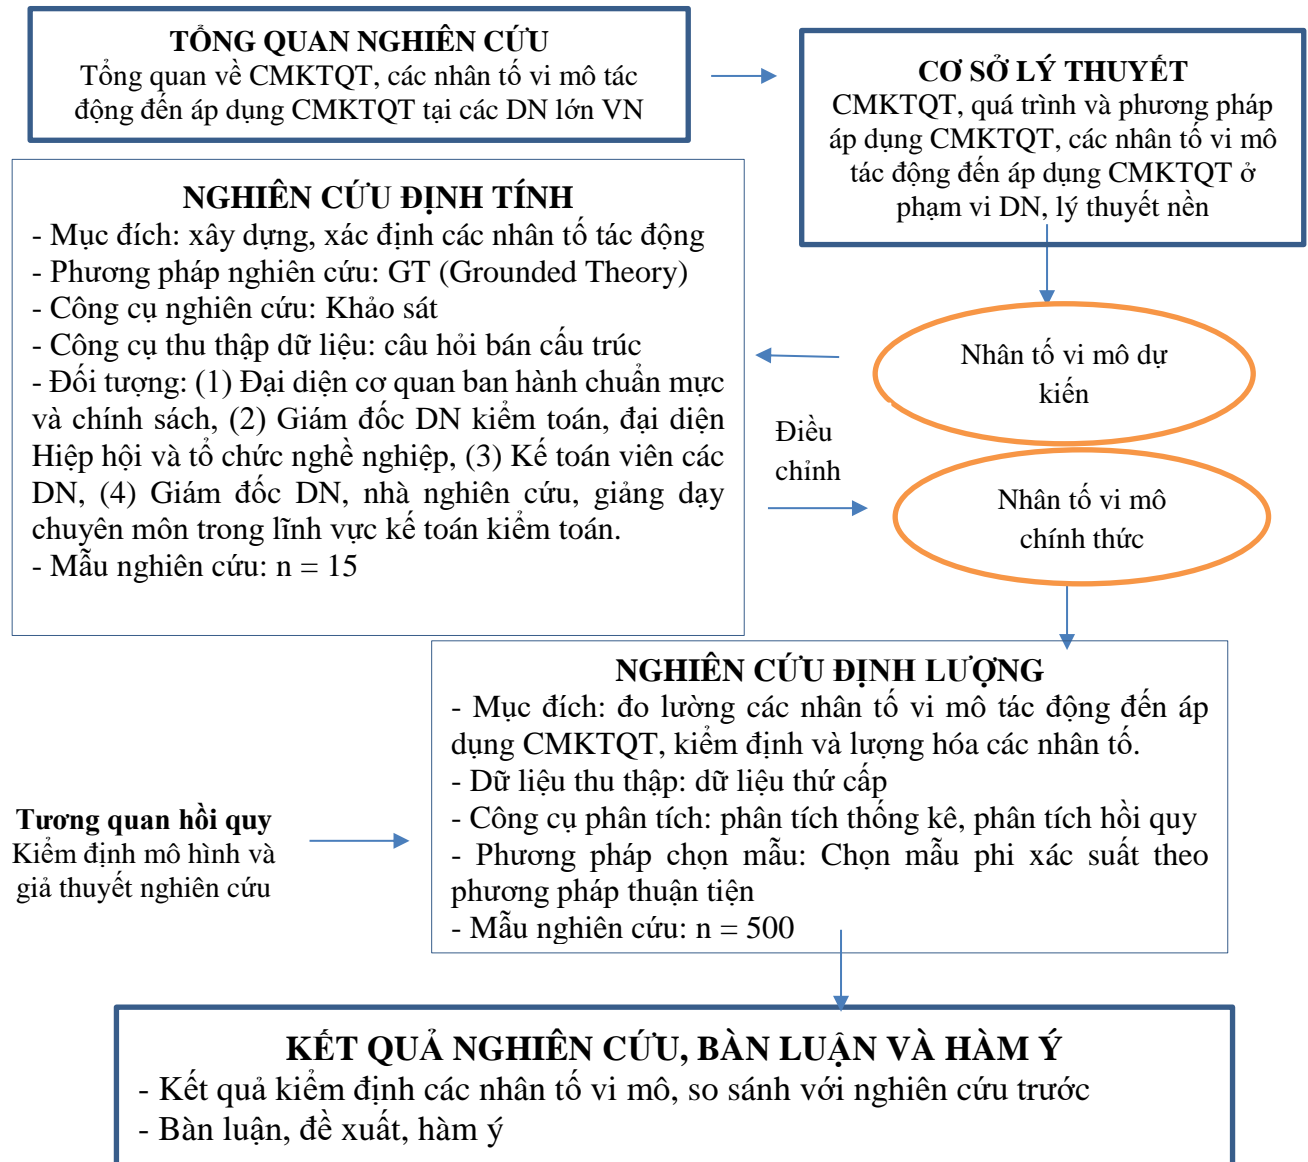 TỔNG QUAN NGHIÊN CỨU
Tổng quan về CMKTQT, các nhân tố vi mô tác
động đến áp dụng CMKTQT tại các DN lớn VN
CƠ SỞ LÝ THUYẾT
CMKTQT, quá trình và phương pháp
áp dụng CMKTQT, các nhân tố vi mô
tác động đến áp dụng CMKTQT ở
phạm vi DN, lý thuyết nền
NGHIÊN CỨU ĐỊNH TÍNH
- Mục đích: xây dựng, xác định các nhân tố tác động
- Phương pháp nghiên cứu: GT (Grounded Theory)
- Công cụ nghiên cứu: Khảo sát
- Công cụ thu thập dữ liệu: câu hỏi bán cấu trúc
- Đối tượng: (1) Đại diện cơ quan ban hành chuẩn mực
và chính sách, (2) Giám đốc DN kiểm toán, đại diện
Hiệp hội và tổ chức nghề nghiệp, (3) Kế toán viên các
DN, (4) Giám đốc DN, nhà nghiên cứu, giảng dạy
chuyên môn trong lĩnh vực kế toán kiểm toán.
- Mẫu nghiên cứu: n = 15
Nhân tố vi mô dự
kiến
Điều
chỉnh
Nhân tố vi mô
chính thức
NGHIÊN CỨU ĐỊNH LƯỢNG
- Mục đích: đo lường các nhân tố vi mô tác động đến áp
dụng CMKTQT, kiểm định và lượng hóa các nhân tố.
- Dữ liệu thu thập: dữ liệu thứ cấp
- Công cụ phân tích: phân tích thống kê, phân tích hồi quy
- Phương pháp chọn mẫu: Chọn mẫu phi xác suất theo
phương pháp thuận tiện
- Mẫu nghiên cứu: n = 500
Tương quan hồi quy
Kiểm định mô hình và
giả thuyết nghiên cứu
KẾT QUẢ NGHIÊN CỨU, BÀN LUẬN VÀ HÀM Ý
- Kết quả kiểm định các nhân tố vi mô, so sánh với nghiên cứu trước
- Bàn luận, đề xuất, hàm ý